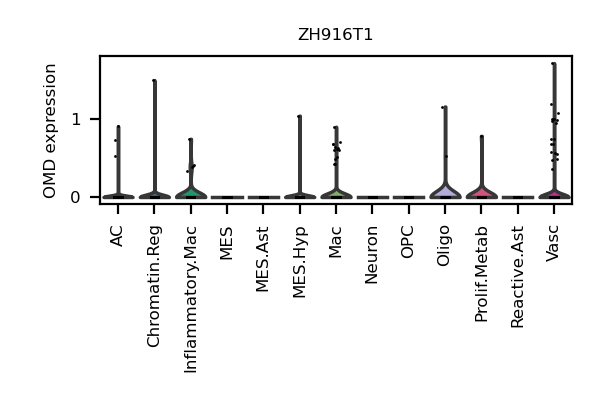 ZH916T1
OMD expression
1
0
AC
Chromatin.Reg
Inflammatory.Mac
MES
MES.Ast
MES.Hyp
Mac
Neuron
OPC
Oligo
Prolif.Metab
Reactive.Ast
Vasc